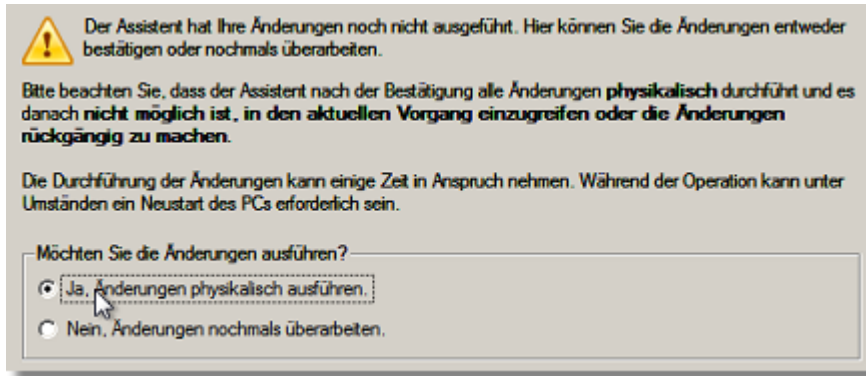 Der Assistent hat Ihre Änderungen noch nicht ausgeführt. Hier können Sie die Änderungen entweder
bestätigen oder nochmals überarbeiten.
Bitte beachten Sie, dass der Assistent nach der Bestätigung alle Änderungen physikalisch durchführt und es
danach nicht möglich ist, in den aktuellen Vorgang einzugreifen oder die Änderungen
rückgängig zu machen.
Die Durchführung der Änderungen kann einige Zeit in Anspruch nehmen. Während der Operation kann unter
Umständen ein Neustart des PCs erforderlich sein.
Möchten Sie die Änderungen ausführen?
Ja, Änderungen physikalisch ausführen.
Nein, Änderungen nochmals überarbeiten.